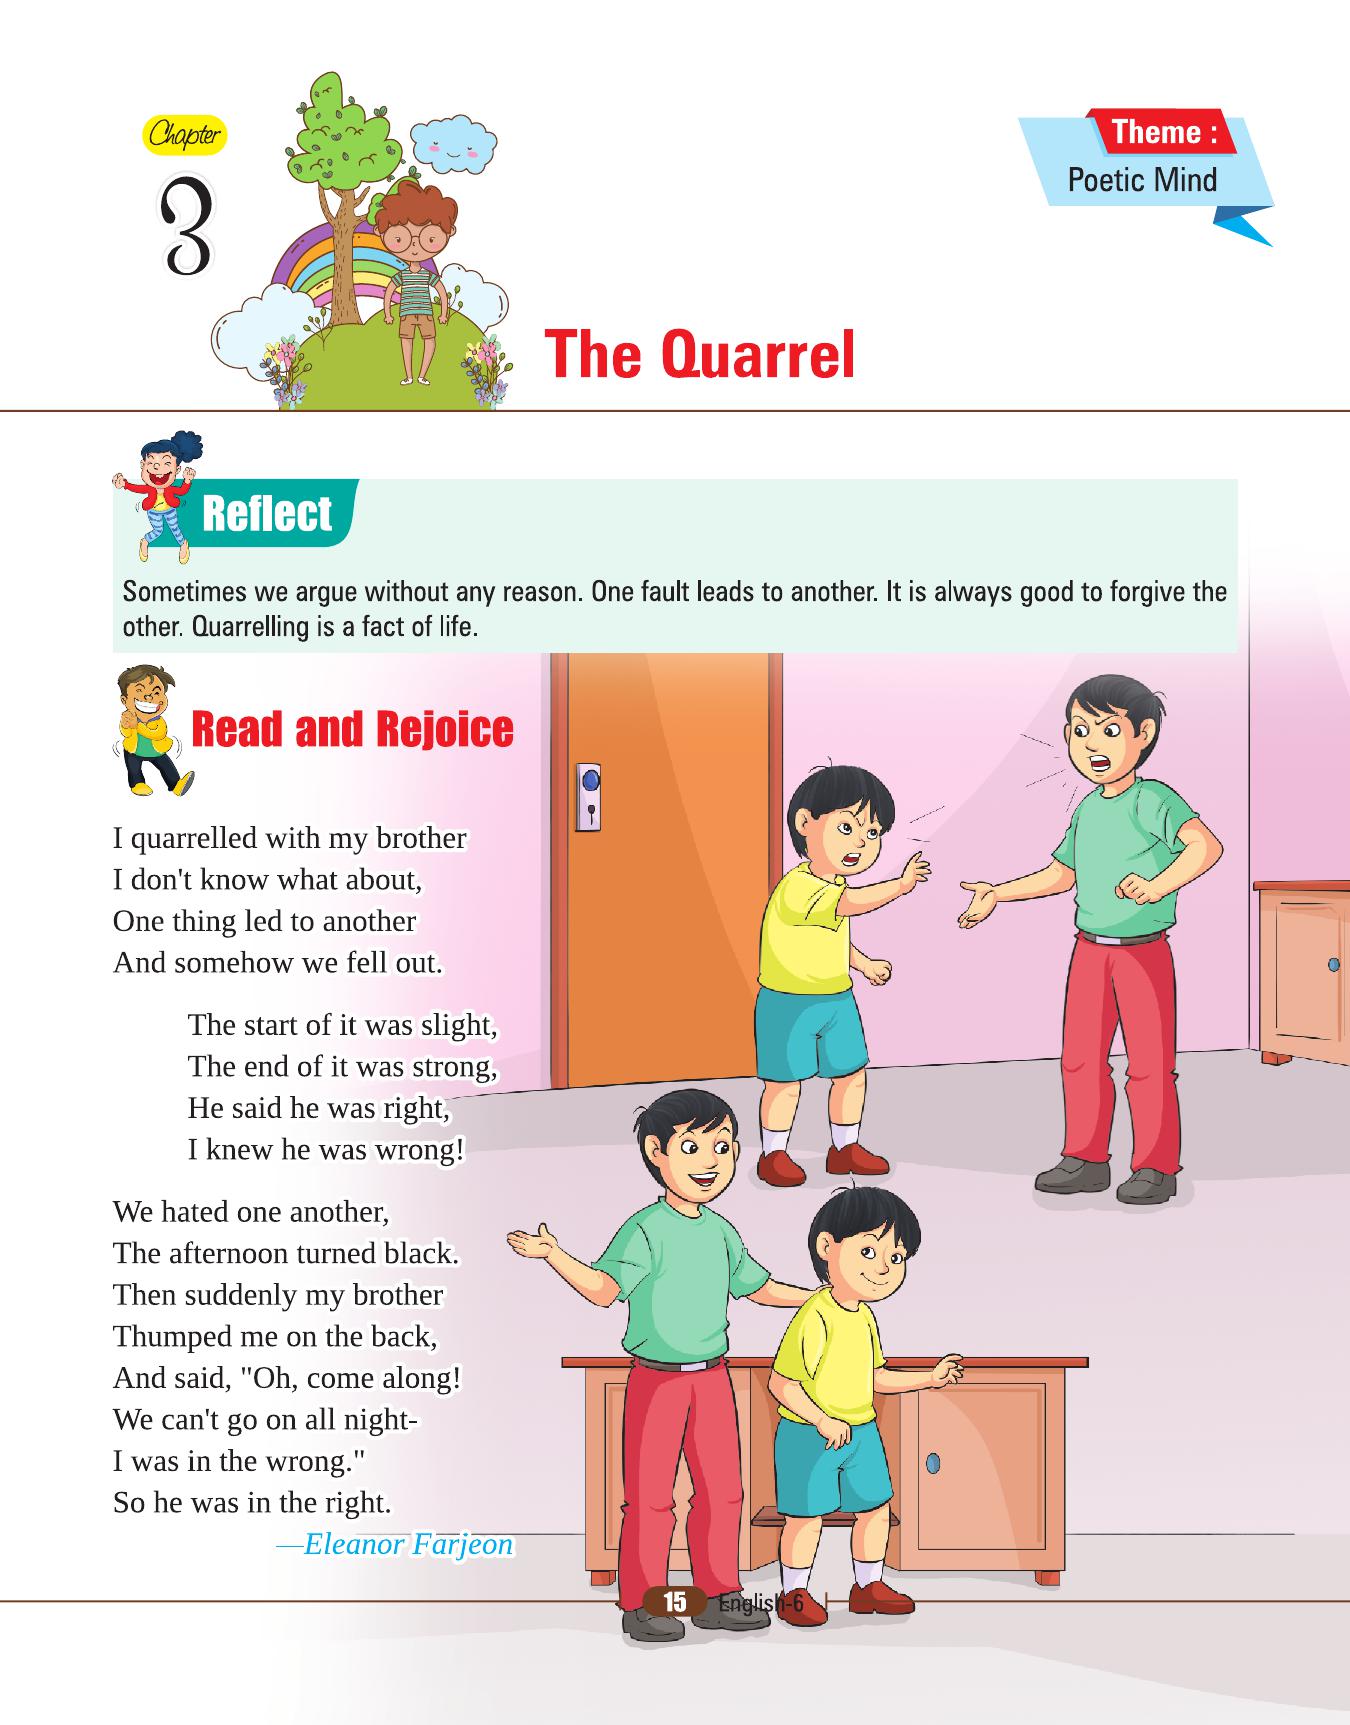 Chapter
3
Theme :
Poetic Mind
The Quarrel
Reflect
Sometimes we argue without any reason. One fault leads to another. It is always good to forgive the
other. Quarrelling is a fact of life.
Read and Rejoice
I quarrelled with my brother
I don't know what about,
One thing led to another
And somehow we fell out.
The start of it was slight,
The end of it was strong,
He said he was right,
I knew he was wrong!
We hated one another,
The afternoon turned black.
Then suddenly my brother
Thumped me on the back,
And said, "Oh, come along!
We can't go on all night-
I was in the wrong."
So he was in the right.
—Eleanor Farjeon
15 English-6